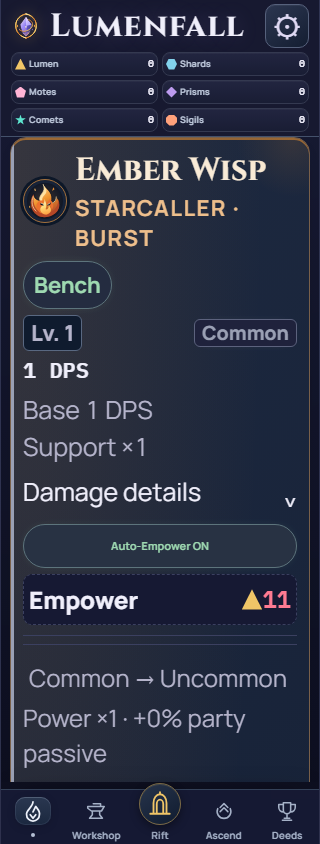 Lumenfall
Lumen 0
Shards 0
Motes 0
Prisms 0
Comets 0
Sigils 0
Ember Wisp
STARCALLER ·
BURST
Bench
Lv. 1
Common
1 DPS
Base 1 DPS
Support ×1
Damage details
v
Auto-Empower ON
Empower 11
Common → Uncommon
Power ×1 · +0% party
passive
Workshop
Rift
Ascend
Deeds